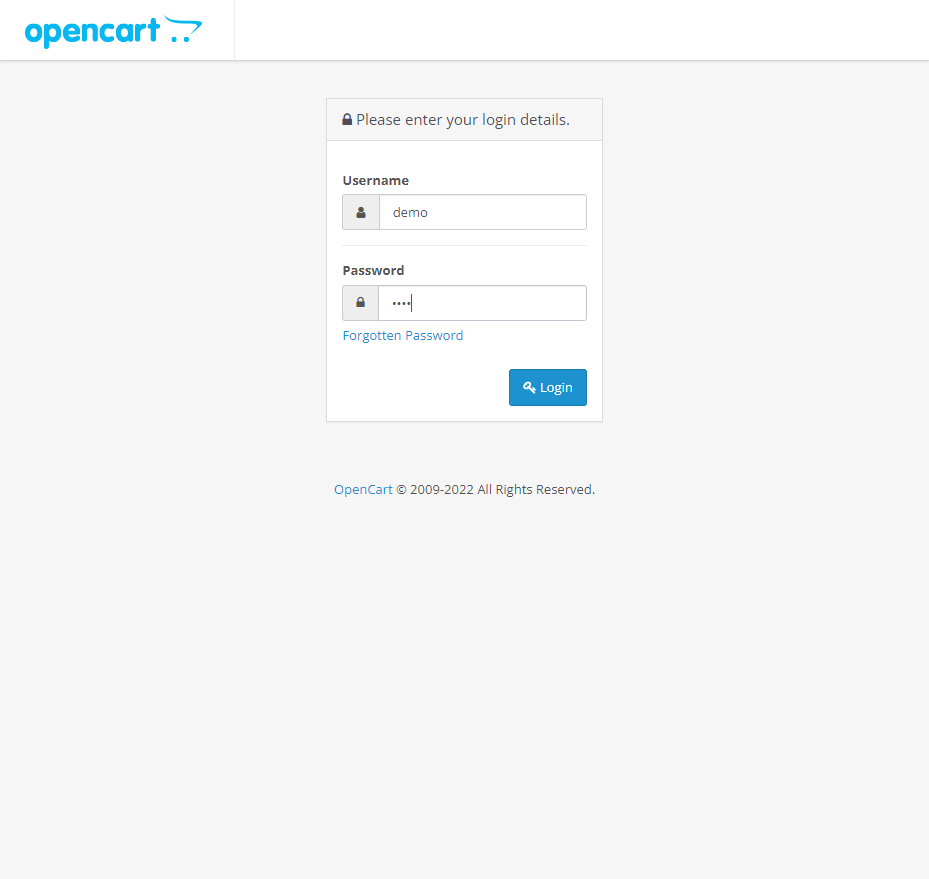 opencart
Please enter your login details.
Username
demo
Password
••••
Forgotten Password
Login
OpenCart © 2009-2022 All Rights Reserved.